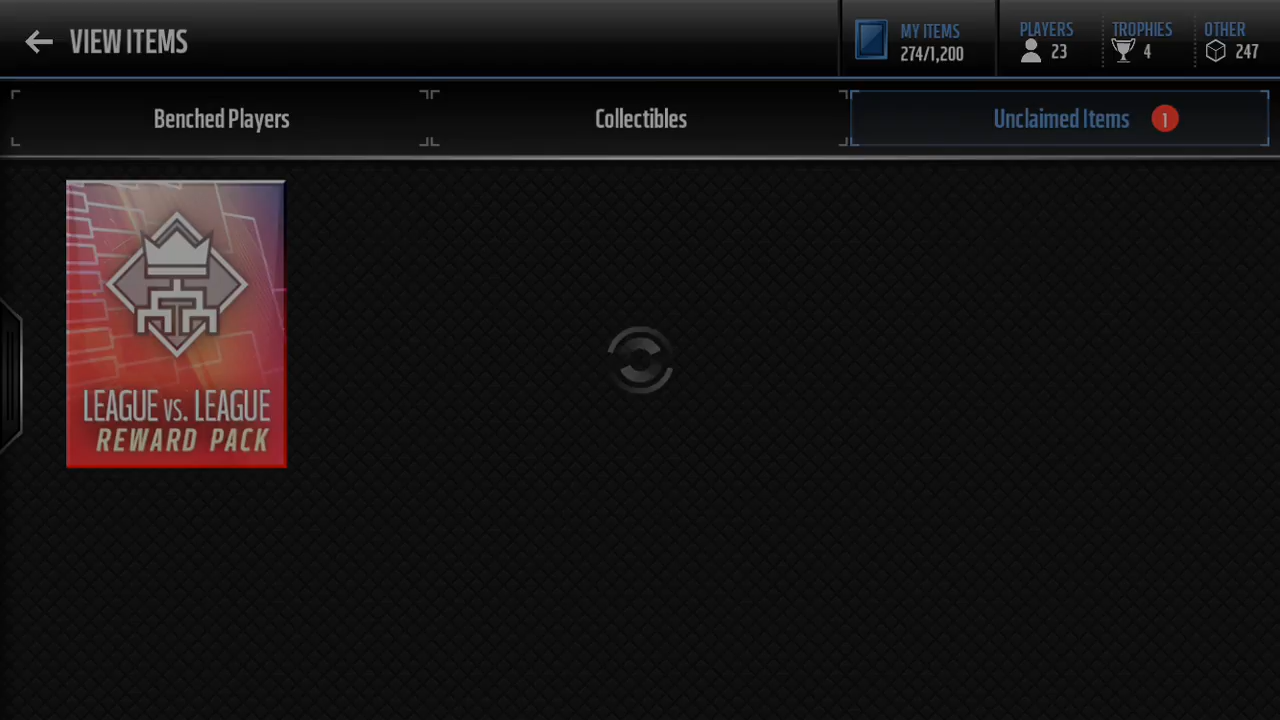 VIEW ITEMS
MY ITEMS
274/1,200
PLAYERS
23
TROPHIES
4
OTHER
247
Benched Players
Collectibles
Unclaimed Items 1
LEAGUE VS. LEAGUE
REWARD PACK